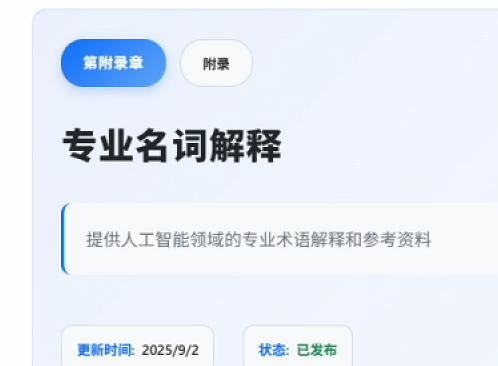 第附录章 附录
专业名词解释
提供人工智能领域的专业术语解释和参考资料
更新时间: 2025/9/2 状态: 已发布